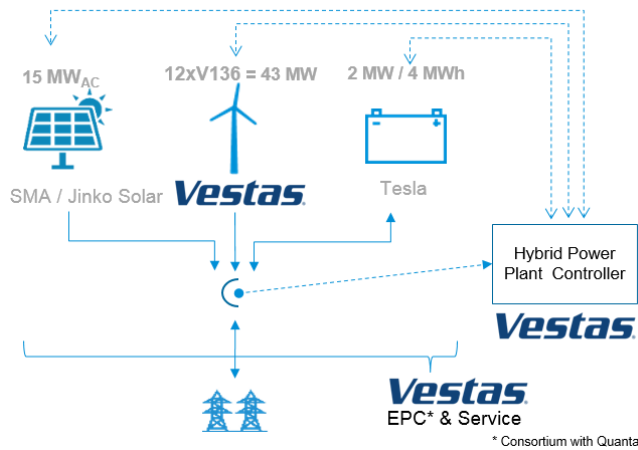 15 MWAC
12xV136 = 43 MW
2 MW / 4 MWh
SMA / Jinko Solar
Vestas
Tesla
Hybrid Power
Plant Controller
Vestas
Vestas
EPC* & Service
* Consortium with Quanta